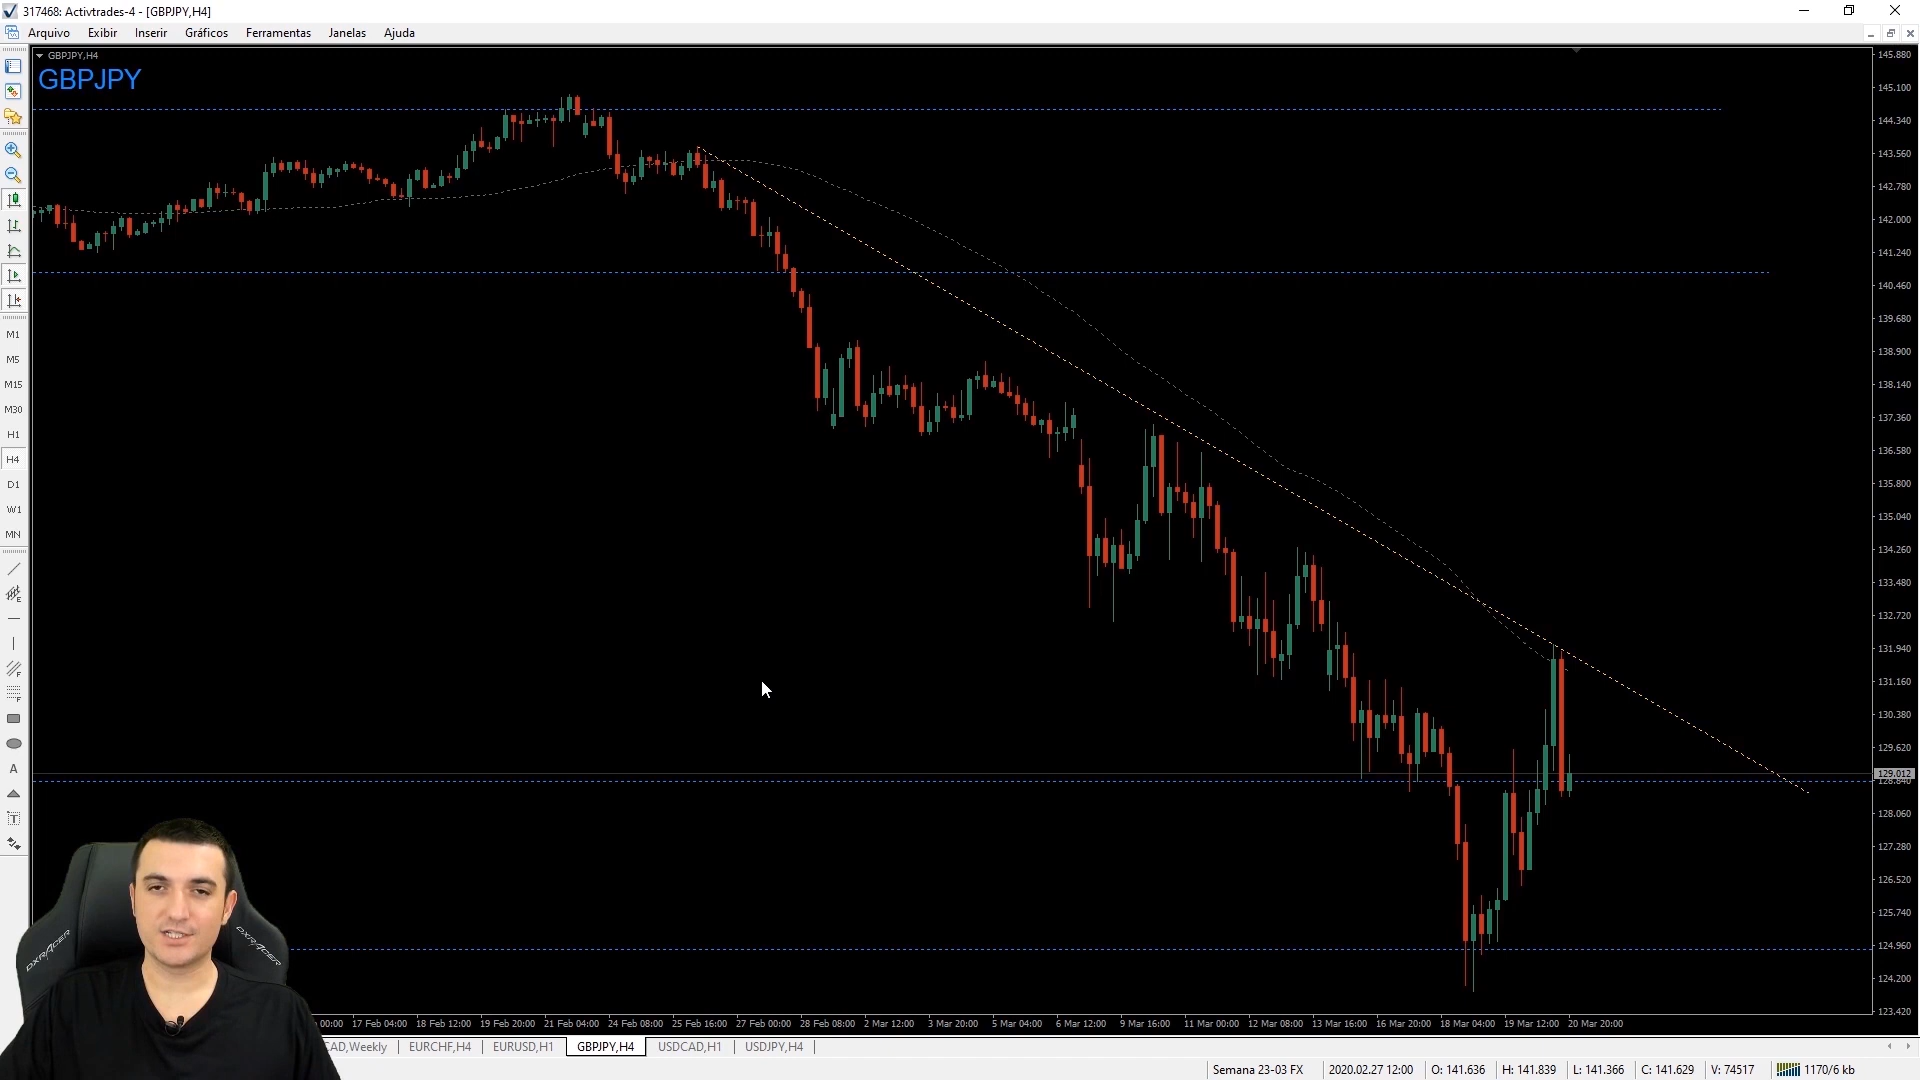 317468: Activtrades-4 - [GBPJPY,H4]
Arquivo Exibir Inserir Gráficos Ferramentas Janelas Ajuda
GBPJPY,H4
GBPJPY
145.880
145.100
144.340
143.560
142.780
142.000
141.240
140.460
139.680
138.900
138.140
137.360
136.580
135.800
135.040
134.260
133.480
132.720
131.940
131.160
130.380
129.620
129.012
128.840
128.060
127.280
126.520
125.740
124.960
124.200
123.420
M1
M5
M15
M30
H1
H4
D1
W1
MN
E
F
F
A
T
DXRACER
DXRACER
00:00 17 Feb 04:00 18 Feb 12:00 19 Feb 20:00 21 Feb 04:00 24 Feb 08:00 25 Feb 16:00 27 Feb 00:00 28 Feb 08:00 2 Mar 12:00 3 Mar 20:00 5 Mar 04:00 6 Mar 12:00 9 Mar 16:00 11 Mar 00:00 12 Mar 08:00 13 Mar 16:00 16 Mar 20:00 18 Mar 04:00 19 Mar 12:00 20 Mar 20:00
CAD,Weekly EURCHF,H4 EURUSD,H1 GBPJPY,H4 USDCAD,H1 USDJPY,H4
Semana 23-03 FX 2020.02.27 12:00 O: 141.636 H: 141.839 L: 141.366 C: 141.629 V: 74517 1170/6 kb